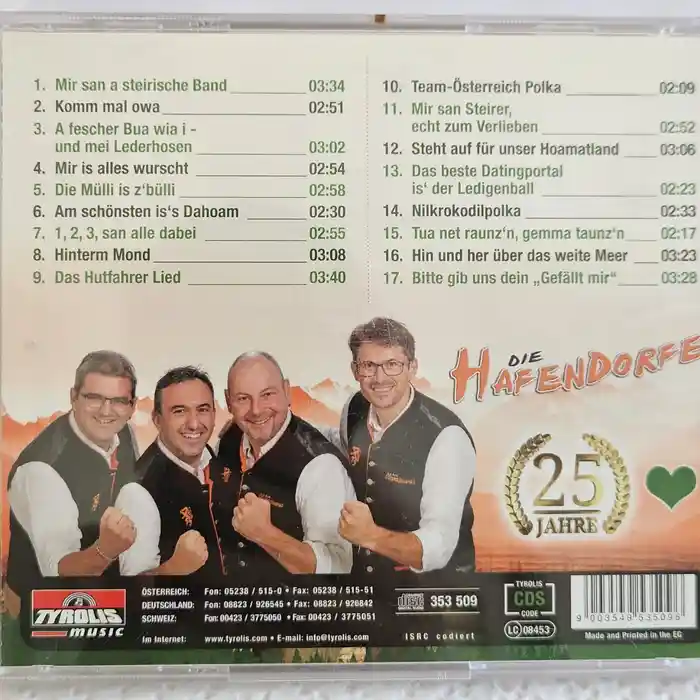 1. Mir san a steirische Band 03:34
2. Komm mal owa 02:51
3. A fescher Bua wia i -
und mei Lederhosen 03:02
4. Mir is alles wurscht 02:54
5. Die Mülli is z'bülli 02:58
6. Am schönsten is's Dahoam 02:30
7. 1, 2, 3, san alle dabei 02:55
8. Hinterm Mond 03:08
9. Das Hutfahrer Lied 03:40
10. Team-Österreich Polka 02:09
11. Mir san Steirer,
echt zum Verlieben 02:52
12. Steht auf für unser Hoamatland 03:06
13. Das beste Datingportal
is' der Ledigenball 02:23
14. Nilkrokodilpolka 02:33
15. Tua net raunz'n, gemma taunz'n 02:17
16. Hin und her über das weite Meer 03:23
17. Bitte gib uns dein „Gefällt mir“ 03:28
DIE
HAFENDORFE
25
JAHRE
TYROLIS
music
ÖSTERREICH: Fon: 05238 / 515-0 • Fax: 05238 / 515-51
DEUTSCHLAND: Fon: 08823 / 926545 • Fax: 08823 / 926842
SCHWEIZ: Fon: 00423 / 3775050 • Fax: 00423 / 3775051
Im Internet: www.tyrolis.com • E-mail: info@tyrolis.com
disc 353 509
ISRC codiert
TYROLIS
CDS
CODE
LC 08453
9 003549 535096
Made and Printed in the EC